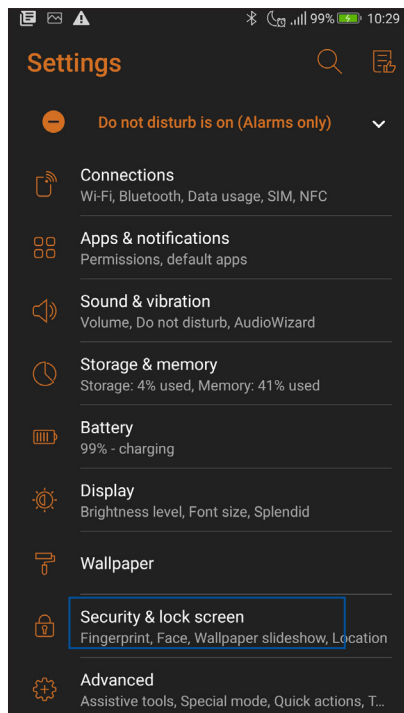 99% 10:29
Settings
Do not disturb is on (Alarms only)
Connections
Wi-Fi, Bluetooth, Data usage, SIM, NFC
Apps & notifications
Permissions, default apps
Sound & vibration
Volume, Do not disturb, AudioWizard
Storage & memory
Storage: 4% used, Memory: 41% used
Battery
99% - charging
Display
Brightness level, Font size, Splendid
Wallpaper
Security & lock screen
Fingerprint, Face, Wallpaper slideshow, Location
Advanced
Assistive tools, Special mode, Quick actions, T...